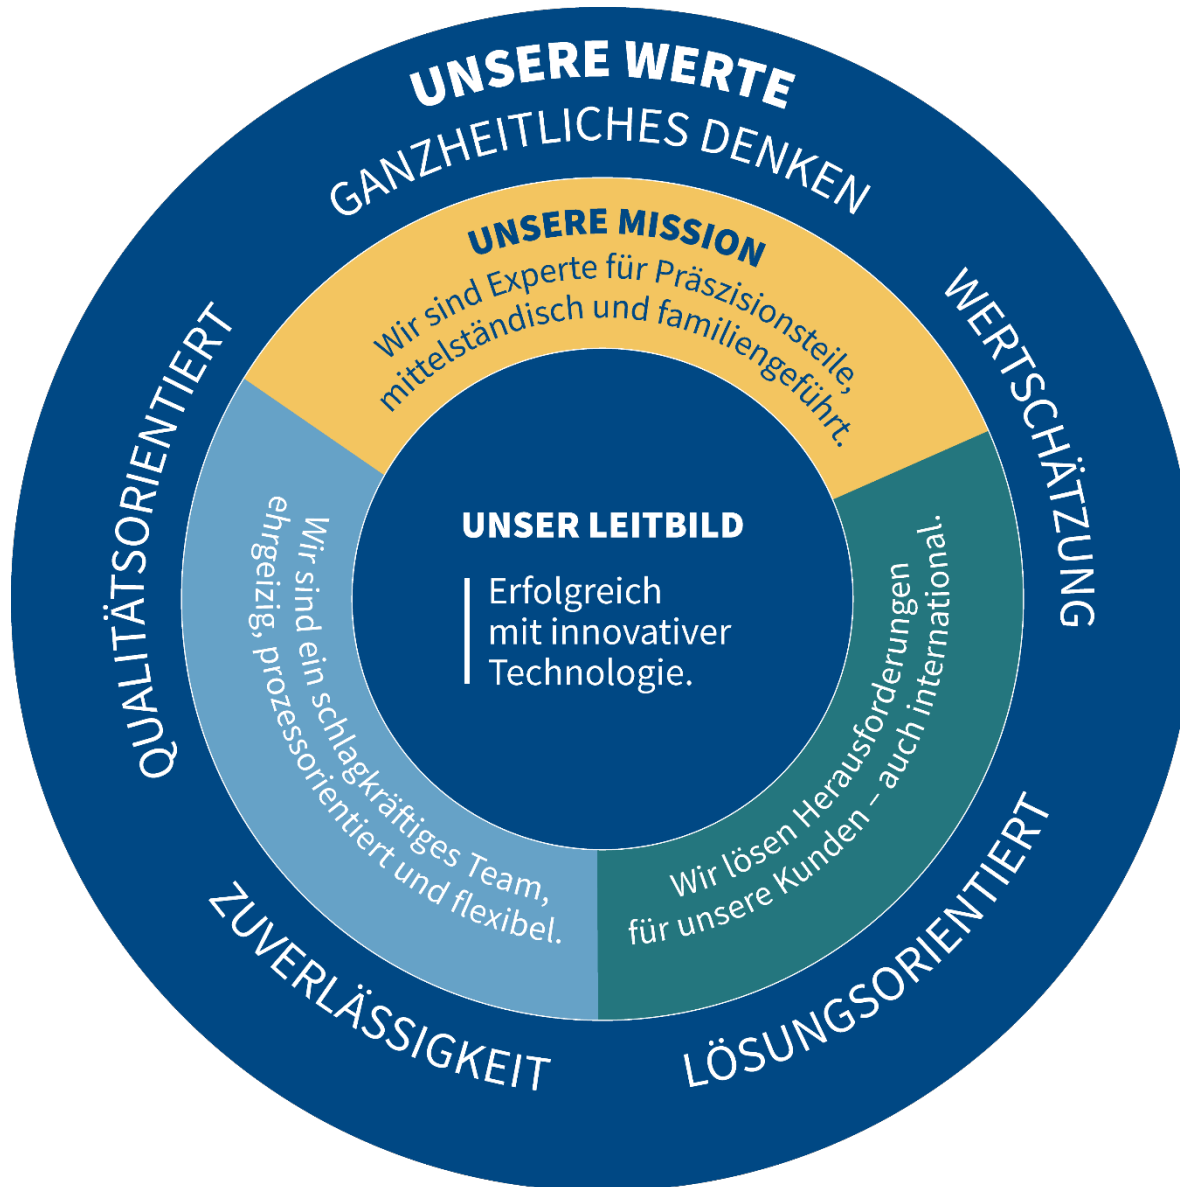 UNSERE WERTE
GANZHEITLICHES DENKEN
WERTSCHÄTZUNG
LÖSUNGSORIENTIERT
ZUVERLÄSSIGKEIT
QUALITÄTSORIENTIERT
UNSERE MISSION
Wir sind Experte für Präszisionsteile,
mittelständisch und familiengeführt.
Wir lösen Herausforderungen
für unsere Kunden – auch international.
Wir sind ein schlagkräftiges Team,
ehrgeizig, prozessorientiert und flexibel.
UNSER LEITBILD
Erfolgreich
mit innovativer
Technologie.